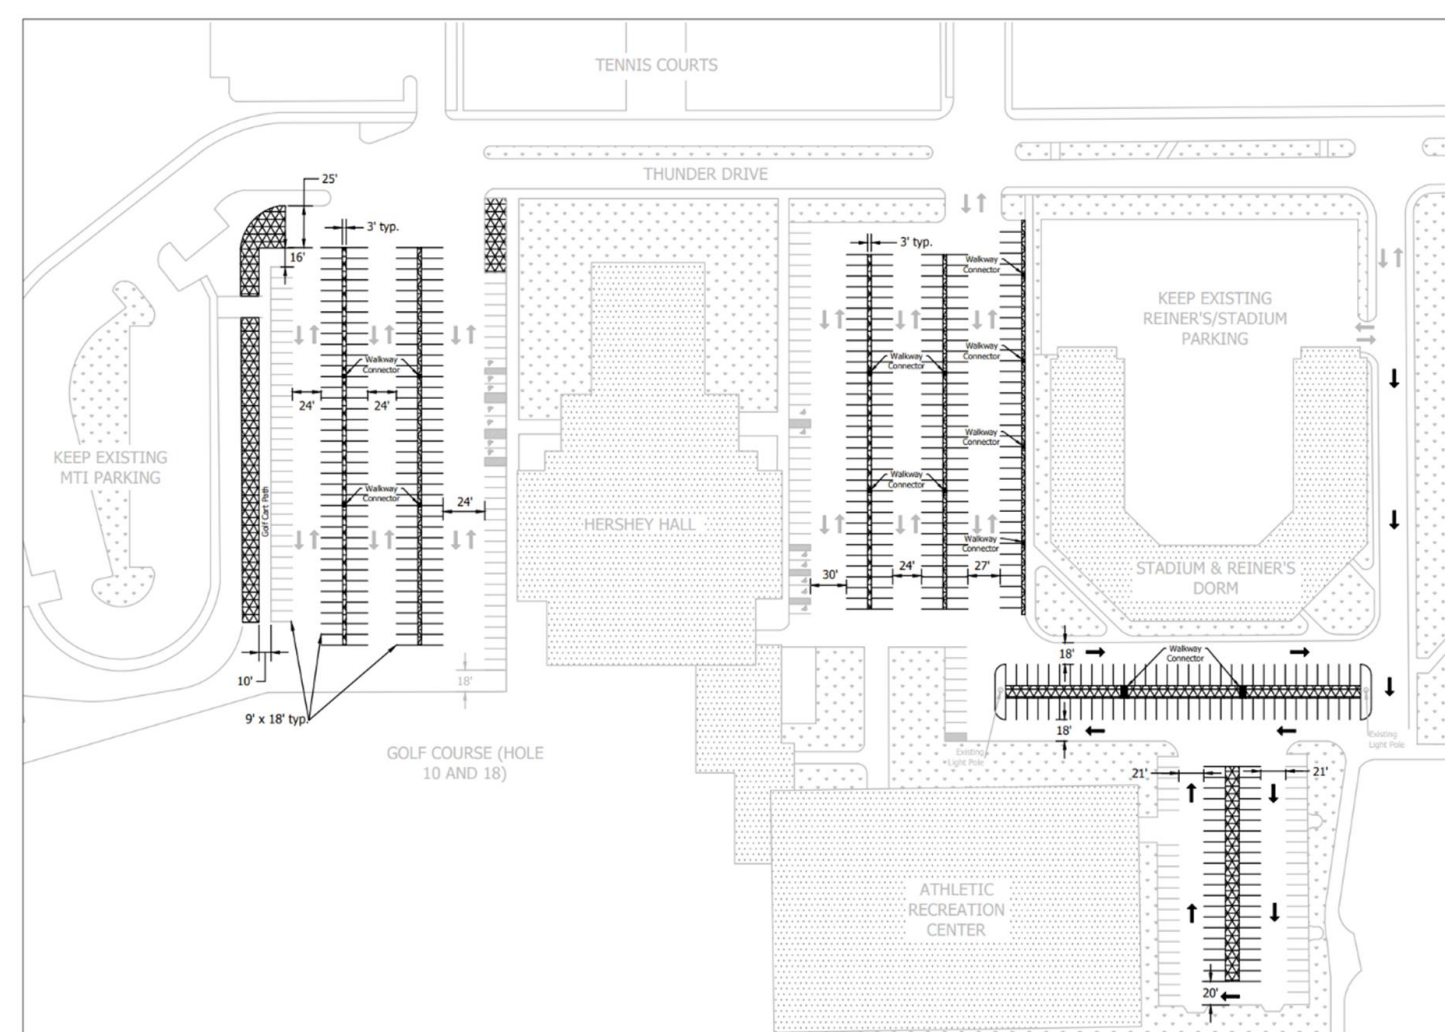 TENNIS COURTS
THUNDER DRIVE
25'
3' typ.
16'
3' typ.
Walkway
Connector
KEEP EXISTING
REINER'S/STADIUM
PARKING
Walkway
Connector
Walkway
Connector
Walkway
Connector
24'
24'
KEEP EXISTING
MTI PARKING
Walkway
Connector
Walkway
Connector
Walkway
Connector
24'
Golf Cart Path
HERSHEY HALL
Walkway
Connector
30'
24'
27'
STADIUM & REINER'S
DORM
18'
Walkway
Connector
10'
18'
9' x 18' typ.
18'
GOLF COURSE (HOLE
10 AND 18)
Existing
Light Pole
Existing
Light Pole
21'
21'
ATHLETIC
RECREATION
CENTER
20'